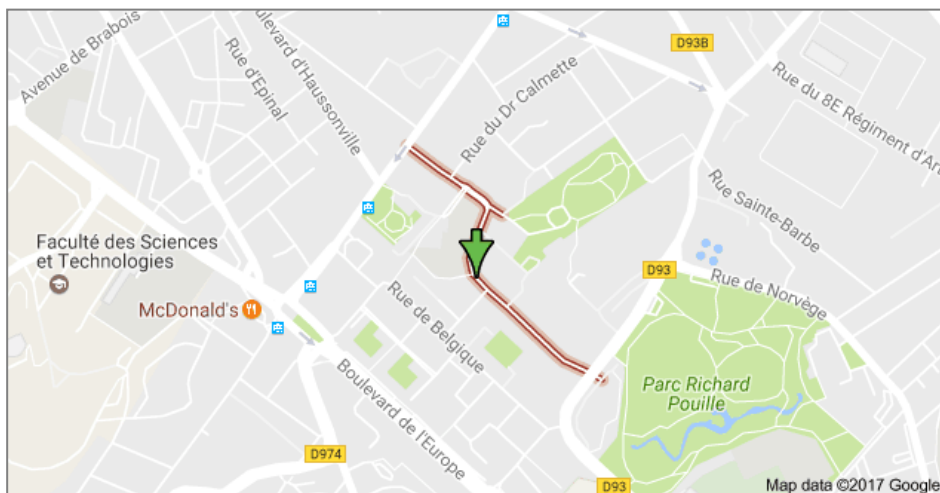 Avenue de Brabois
Rue d'Epinal
Boulevard d'Haussonville
Rue du Dr Calmette
D93B
Rue du 8E Régiment d'Art
Rue Sainte-Barbe
Faculté des Sciences
et Technologies
McDonald's
D93
Rue de Norvège
Rue de Belgique
Boulevard de l'Europe
Parc Richard
Pouille
D974
D93
Map data ©2017 Google